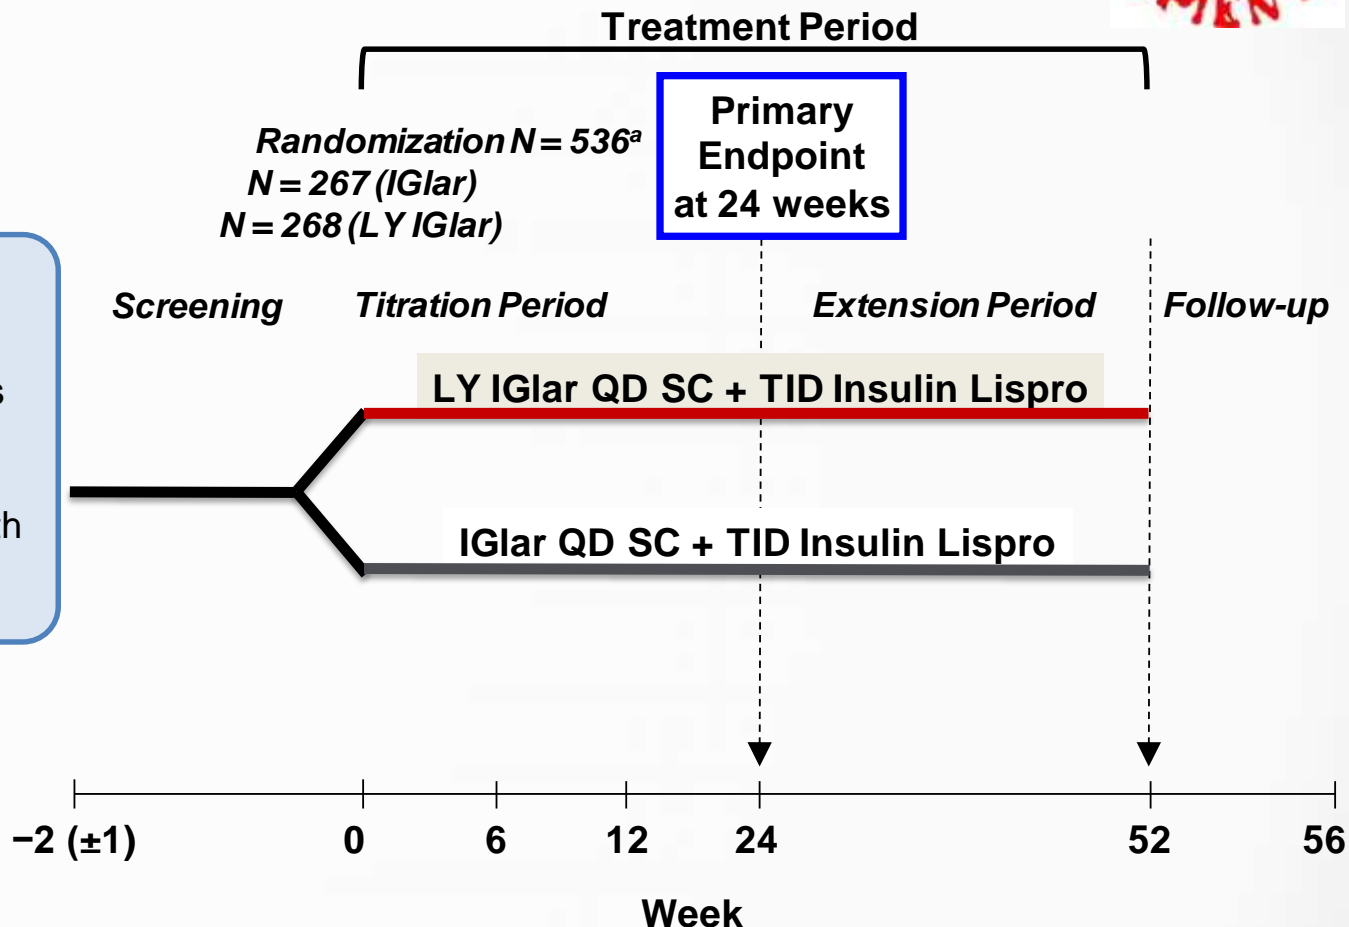 Treatment Period
Primary
Endpoint
at 24 weeks
Randomization N = 536ª
N = 267 (IGlar)
N = 268 (LY IGlar)
Screening
Titration Period
Extension Period
Follow-up
LY IGlar QD SC + TID Insulin Lispro
IGlar QD SC + TID Insulin Lispro
−2 (±1) 0 6 12 24 52 56
Week